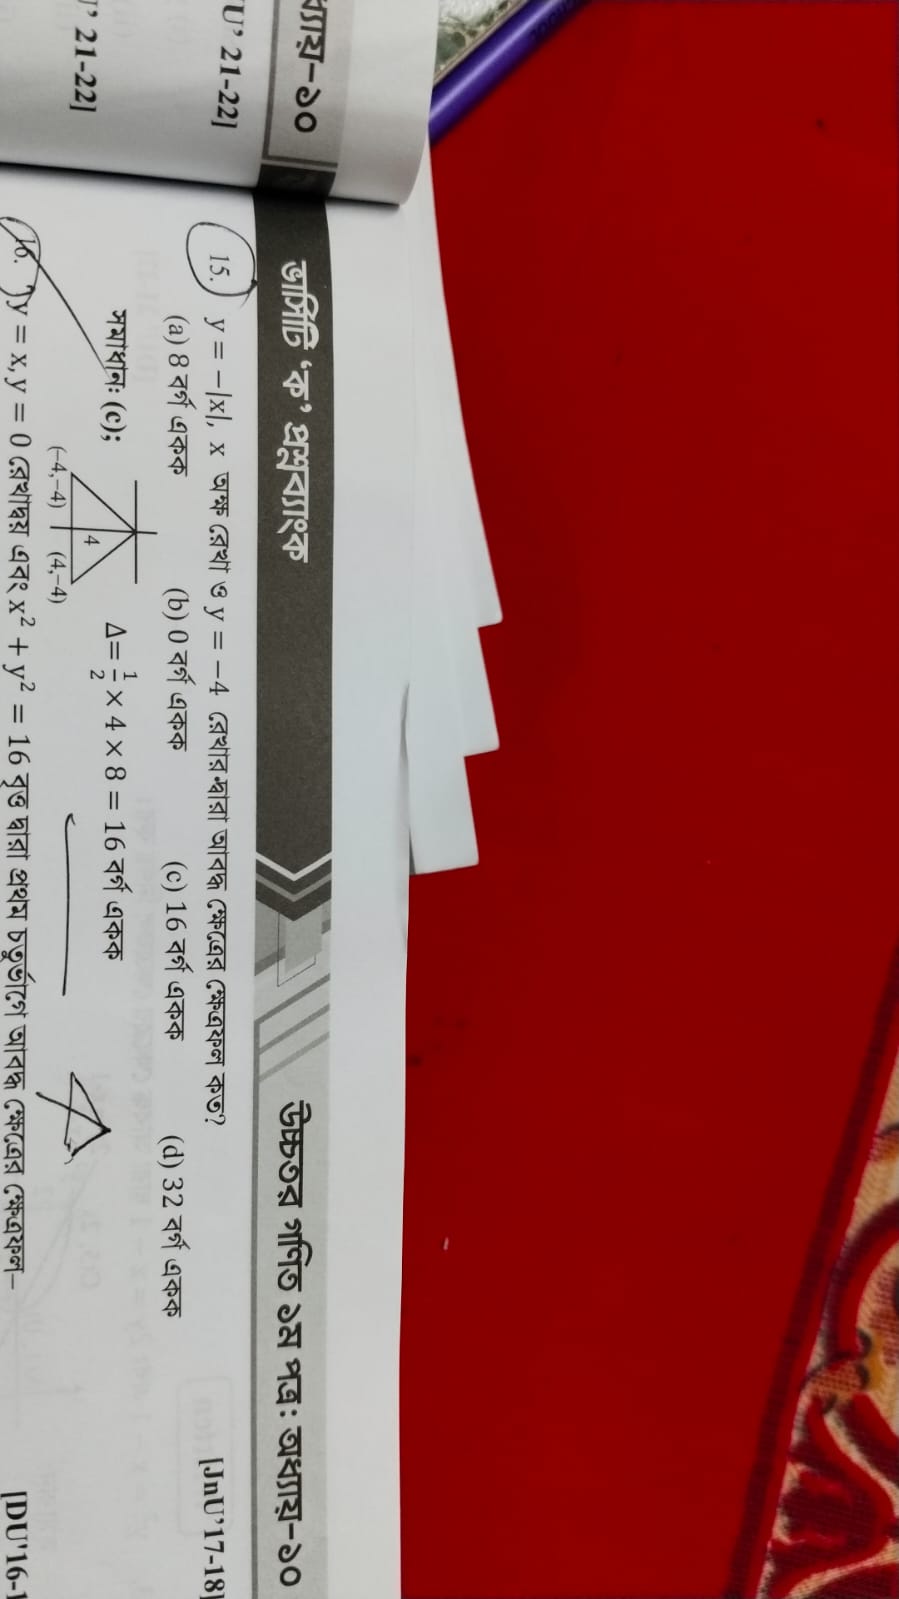 ধ্যায়-১০
U’ 21-22]
’ 21-22]
ভার্সিটি ‘ক’ প্রশ্নব্যাংক
উচ্চতর গণিত ১ম পত্র: অধ্যায়-১০
15. y = −|x|, x অক্ষ রেখা ও y = −4 রেখার দ্বারা আবদ্ধ ক্ষেত্রের ক্ষেত্রফল কত? [JnU’17-18]
(a) 8 বর্গ একক (b) 0 বর্গ একক (c) 16 বর্গ একক (d) 32 বর্গ একক
সমাধান: (c); Δ= 1/2 × 4 × 8 = 16 বর্গ একক
4
(−4,−4) (4,−4)
16. y = x, y = 0 রেখাদ্বয় এবং x² + y² = 16 বৃত্ত দ্বারা প্রথম চতুর্ভাগে আবদ্ধ ক্ষেত্রের ক্ষেত্রফল– [DU'16-1